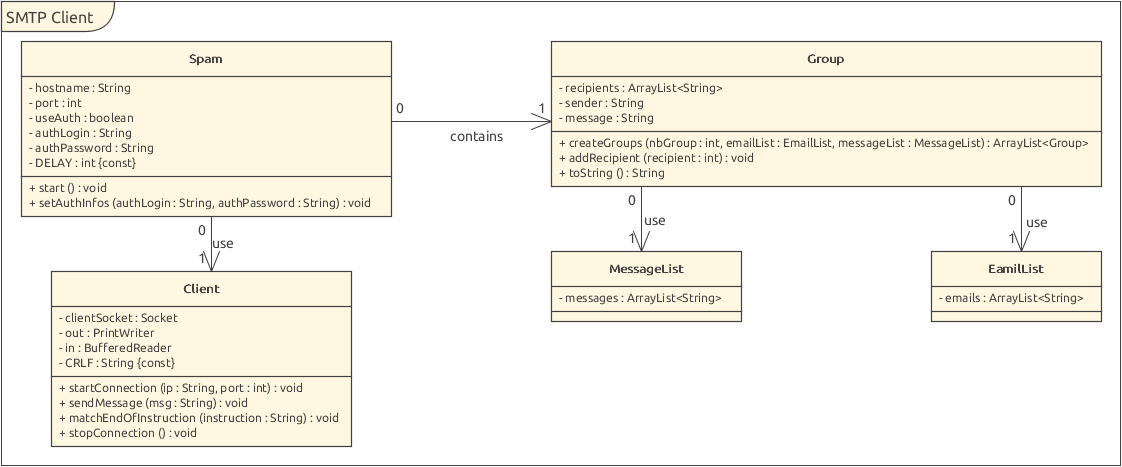 SMTP Client
Spam
- hostname : String
- port : int
- useAuth : boolean
- authLogin : String
- authPassword : String
- DELAY : int {const}
+ start () : void
+ setAuthInfos (authLogin : String, authPassword : String) : void
0
1
contains
Group
- recipients : ArrayList<String>
- sender : String
- message : String
+ createGroups (nbGroup : int, emailList : EmailList, messageList : MessageList) : ArrayList<Group>
+ addRecipient (recipient : int) : void
+ toString () : String
0
use
1
Client
- clientSocket : Socket
- out : PrintWriter
- in : BufferedReader
- CRLF : String {const}
+ startConnection (ip : String, port : int) : void
+ sendMessage (msg : String) : void
+ matchEndOfInstruction (instruction : String) : void
+ stopConnection () : void
0
use
1
MessageList
- messages : ArrayList<String>
0
use
1
EamilList
- emails : ArrayList<String>